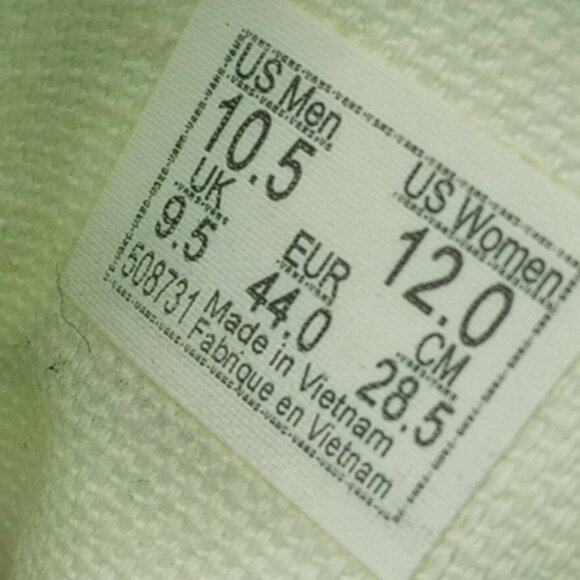 US Men US Women
10.5 12.0
UK EUR CM
9.5 44.0 28.5
508731 Made in Vietnam
Fabrique en Vietnam